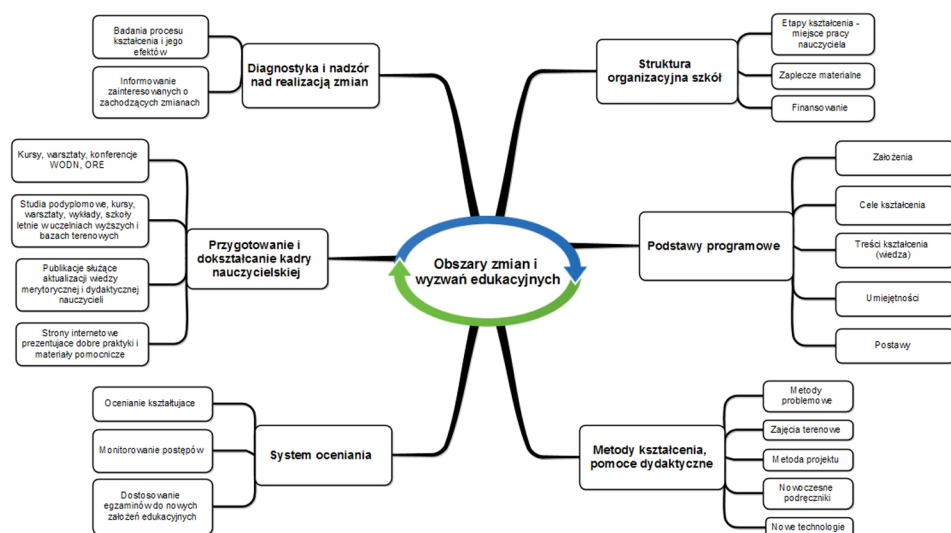 Badania procesu
kształcenia i jego
efektów
Informowanie
zainteresowanych o
zachodzących zmianach
Diagnostyka i nadzór
nad realizacją zmian
Struktura
organizacyjna szkół
Etapy kształcenia -
miejsce pracy
nauczyciela
Zaplecze materialne
Finansowanie
Kursy, warsztaty, konferencje
WODN, ORE
Studia podyplomowe, kursy,
warsztaty, wykłady, szkoły
letnie w uczelniach wyższych i
bazach terenowych
Publikacje służące
aktualizacji wiedzy
merytorycznej i dydaktycznej
nauczycieli
Strony internetowe
prezentujace dobre praktyki i
materiały pomocnicze
Przygotowanie i
dokształcanie kadry
nauczycielskiej
Obszary zmian i
wyzwań edukacyjnych
Podstawy programowe
Założenia
Cele kształcenia
Treści kształcenia
(wiedza)
Umiejętności
Postawy
Ocenianie kształtujace
Monitorowanie postępów
Dostosowanie
egzaminów do nowych
założeń edukacyjnych
System oceniania
Metody kształcenia,
pomoce dydaktyczne
Metody
problemowe
Zajęcia terenowe
Metoda projektu
Nowoczesne
podręczniki
Nowe technologie